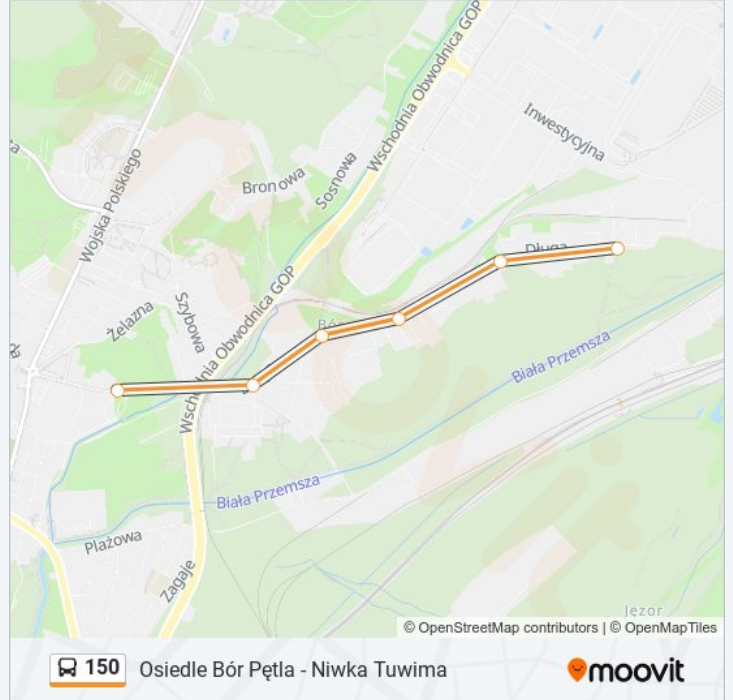 Wschodnia Obwodnica GOP
Inwestycyjna
Wojska Polskiego
Sosnowa
Bronowa
Długa
Wschodnia Obwodnica GOP
Szybowa
Żelazna
Biała Przemsza
Biała Przemsza
Plażowa
Zagaje
Jęzor
© OpenStreetMap contributors | © OpenMapTiles
150 Osiedle Bór Pętla - Niwka Tuwima
moovit